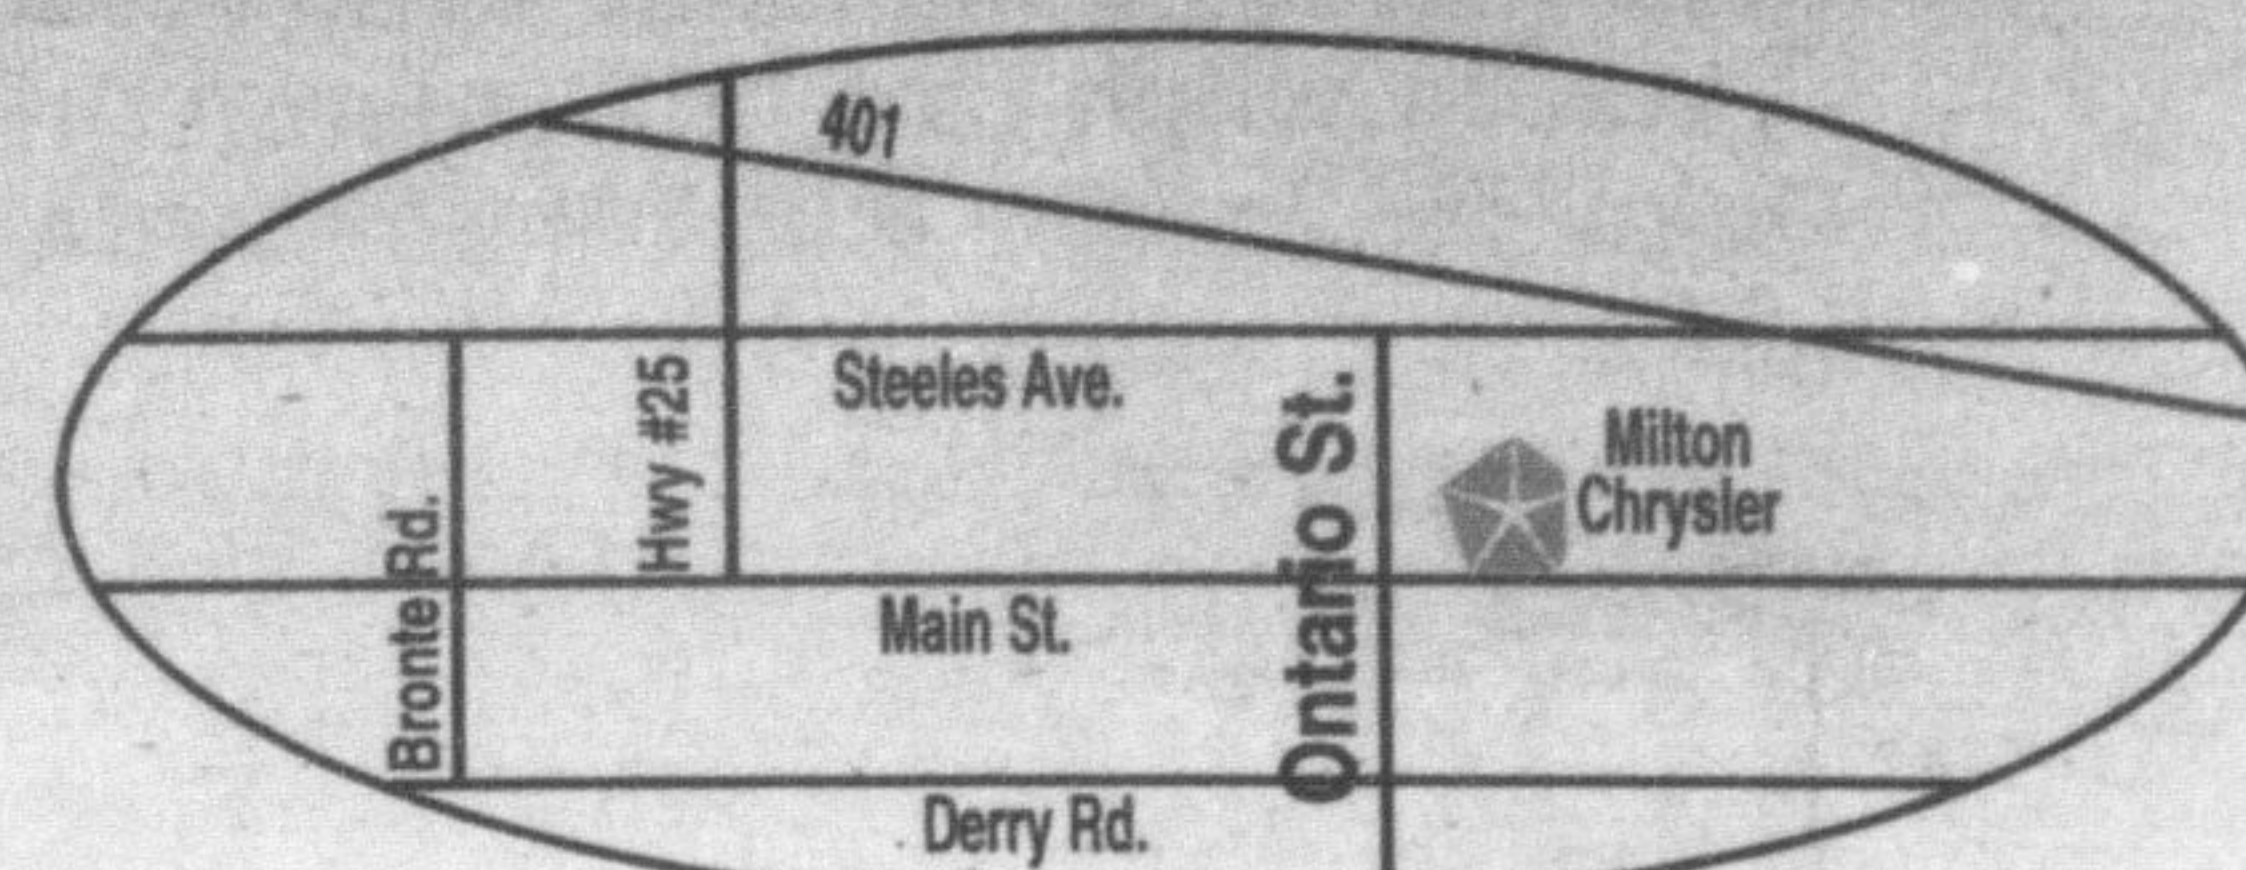 401
Steeles Ave.
Hwy #25
Ontario St.
Milton
Chrysler
Bronte Rd.
Main St.
Derry Rd.